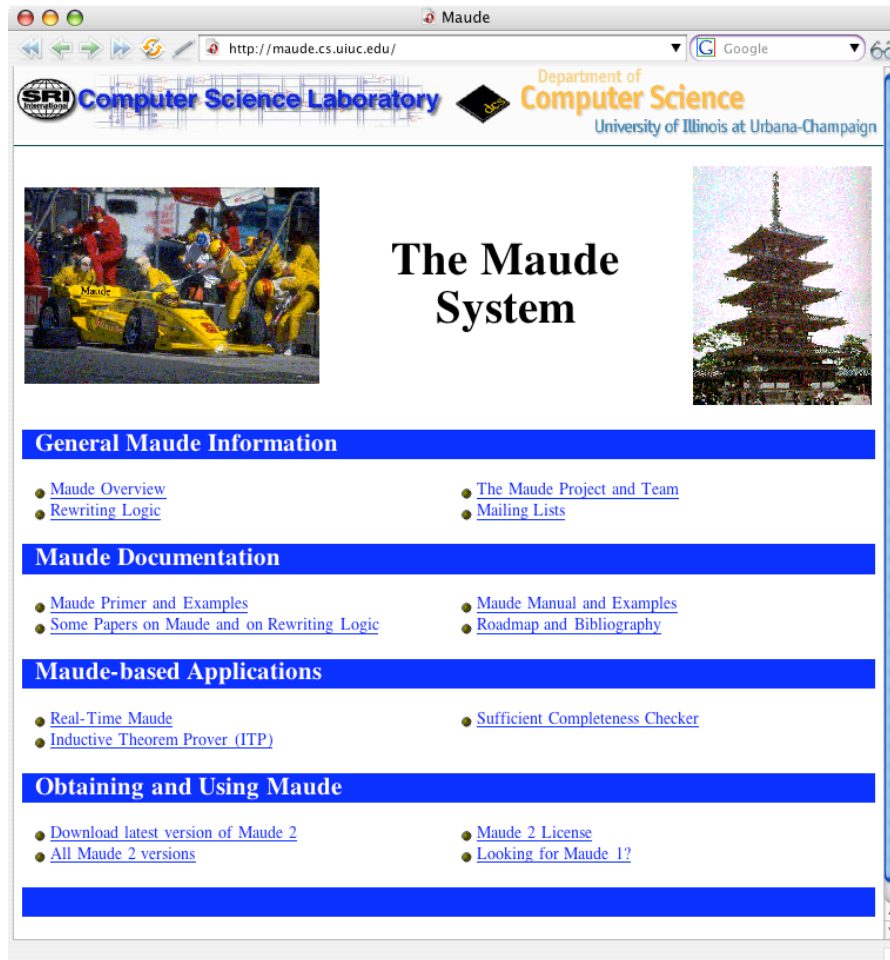 Maude
http://maude.cs.uiuc.edu/
Google
SRI International
Computer Science Laboratory
dcs
Department of
Computer Science
University of Illinois at Urbana-Champaign
Maude
The Maude
System
General Maude Information
Maude Overview
The Maude Project and Team
Rewriting Logic
Mailing Lists
Maude Documentation
Maude Primer and Examples
Maude Manual and Examples
Some Papers on Maude and on Rewriting Logic
Roadmap and Bibliography
Maude-based Applications
Real-Time Maude
Sufficient Completeness Checker
Inductive Theorem Prover (ITP)
Obtaining and Using Maude
Download latest version of Maude 2
Maude 2 License
All Maude 2 versions
Looking for Maude 1?